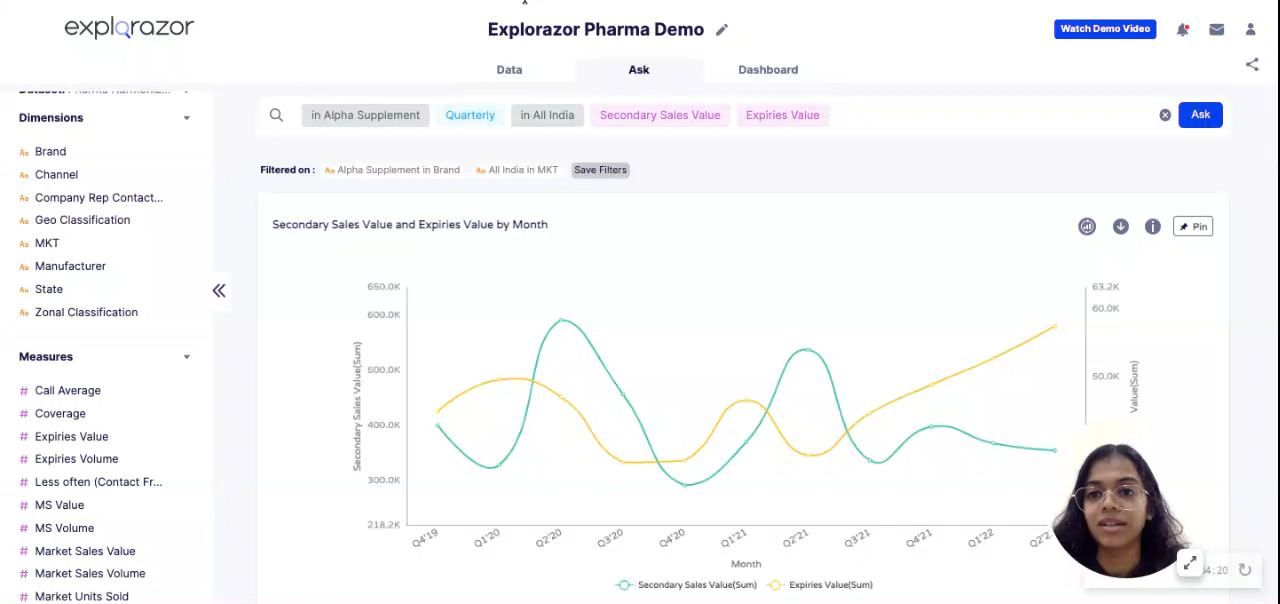 explorazor
Explorazor Pharma Demo
Watch Demo Video
Data
Ask
Dashboard
Dimensions
Brand
Channel
Company Rep Contact...
Geo Classification
MKT
Manufacturer
State
Zonal Classification
Measures
Call Average
Coverage
Expiries Value
Expiries Volume
Less often (Contact Fr...
MS Value
MS Volume
Market Sales Value
Market Sales Volume
Market Units Sold
in Alpha Supplement Quarterly in All India Secondary Sales Value Expiries Value
Ask
Filtered on : Aa Alpha Supplement in Brand Aa All India in MKT Save Filters
Secondary Sales Value and Expiries Value by Month
Pin
650.0K
600.0K
500.0K
400.0K
300.0K
218.2K
Secondary Sales Value(Sum)
63.2K
60.0K
50.0K
Value(Sum)
Q4'19 Q1'20 Q2'20 Q3'20 Q4'20 Q1'21 Q2'21 Q3'21 Q4'21 Q1'22
Month
Secondary Sales Value(Sum) Expiries Value(Sum)
4:20